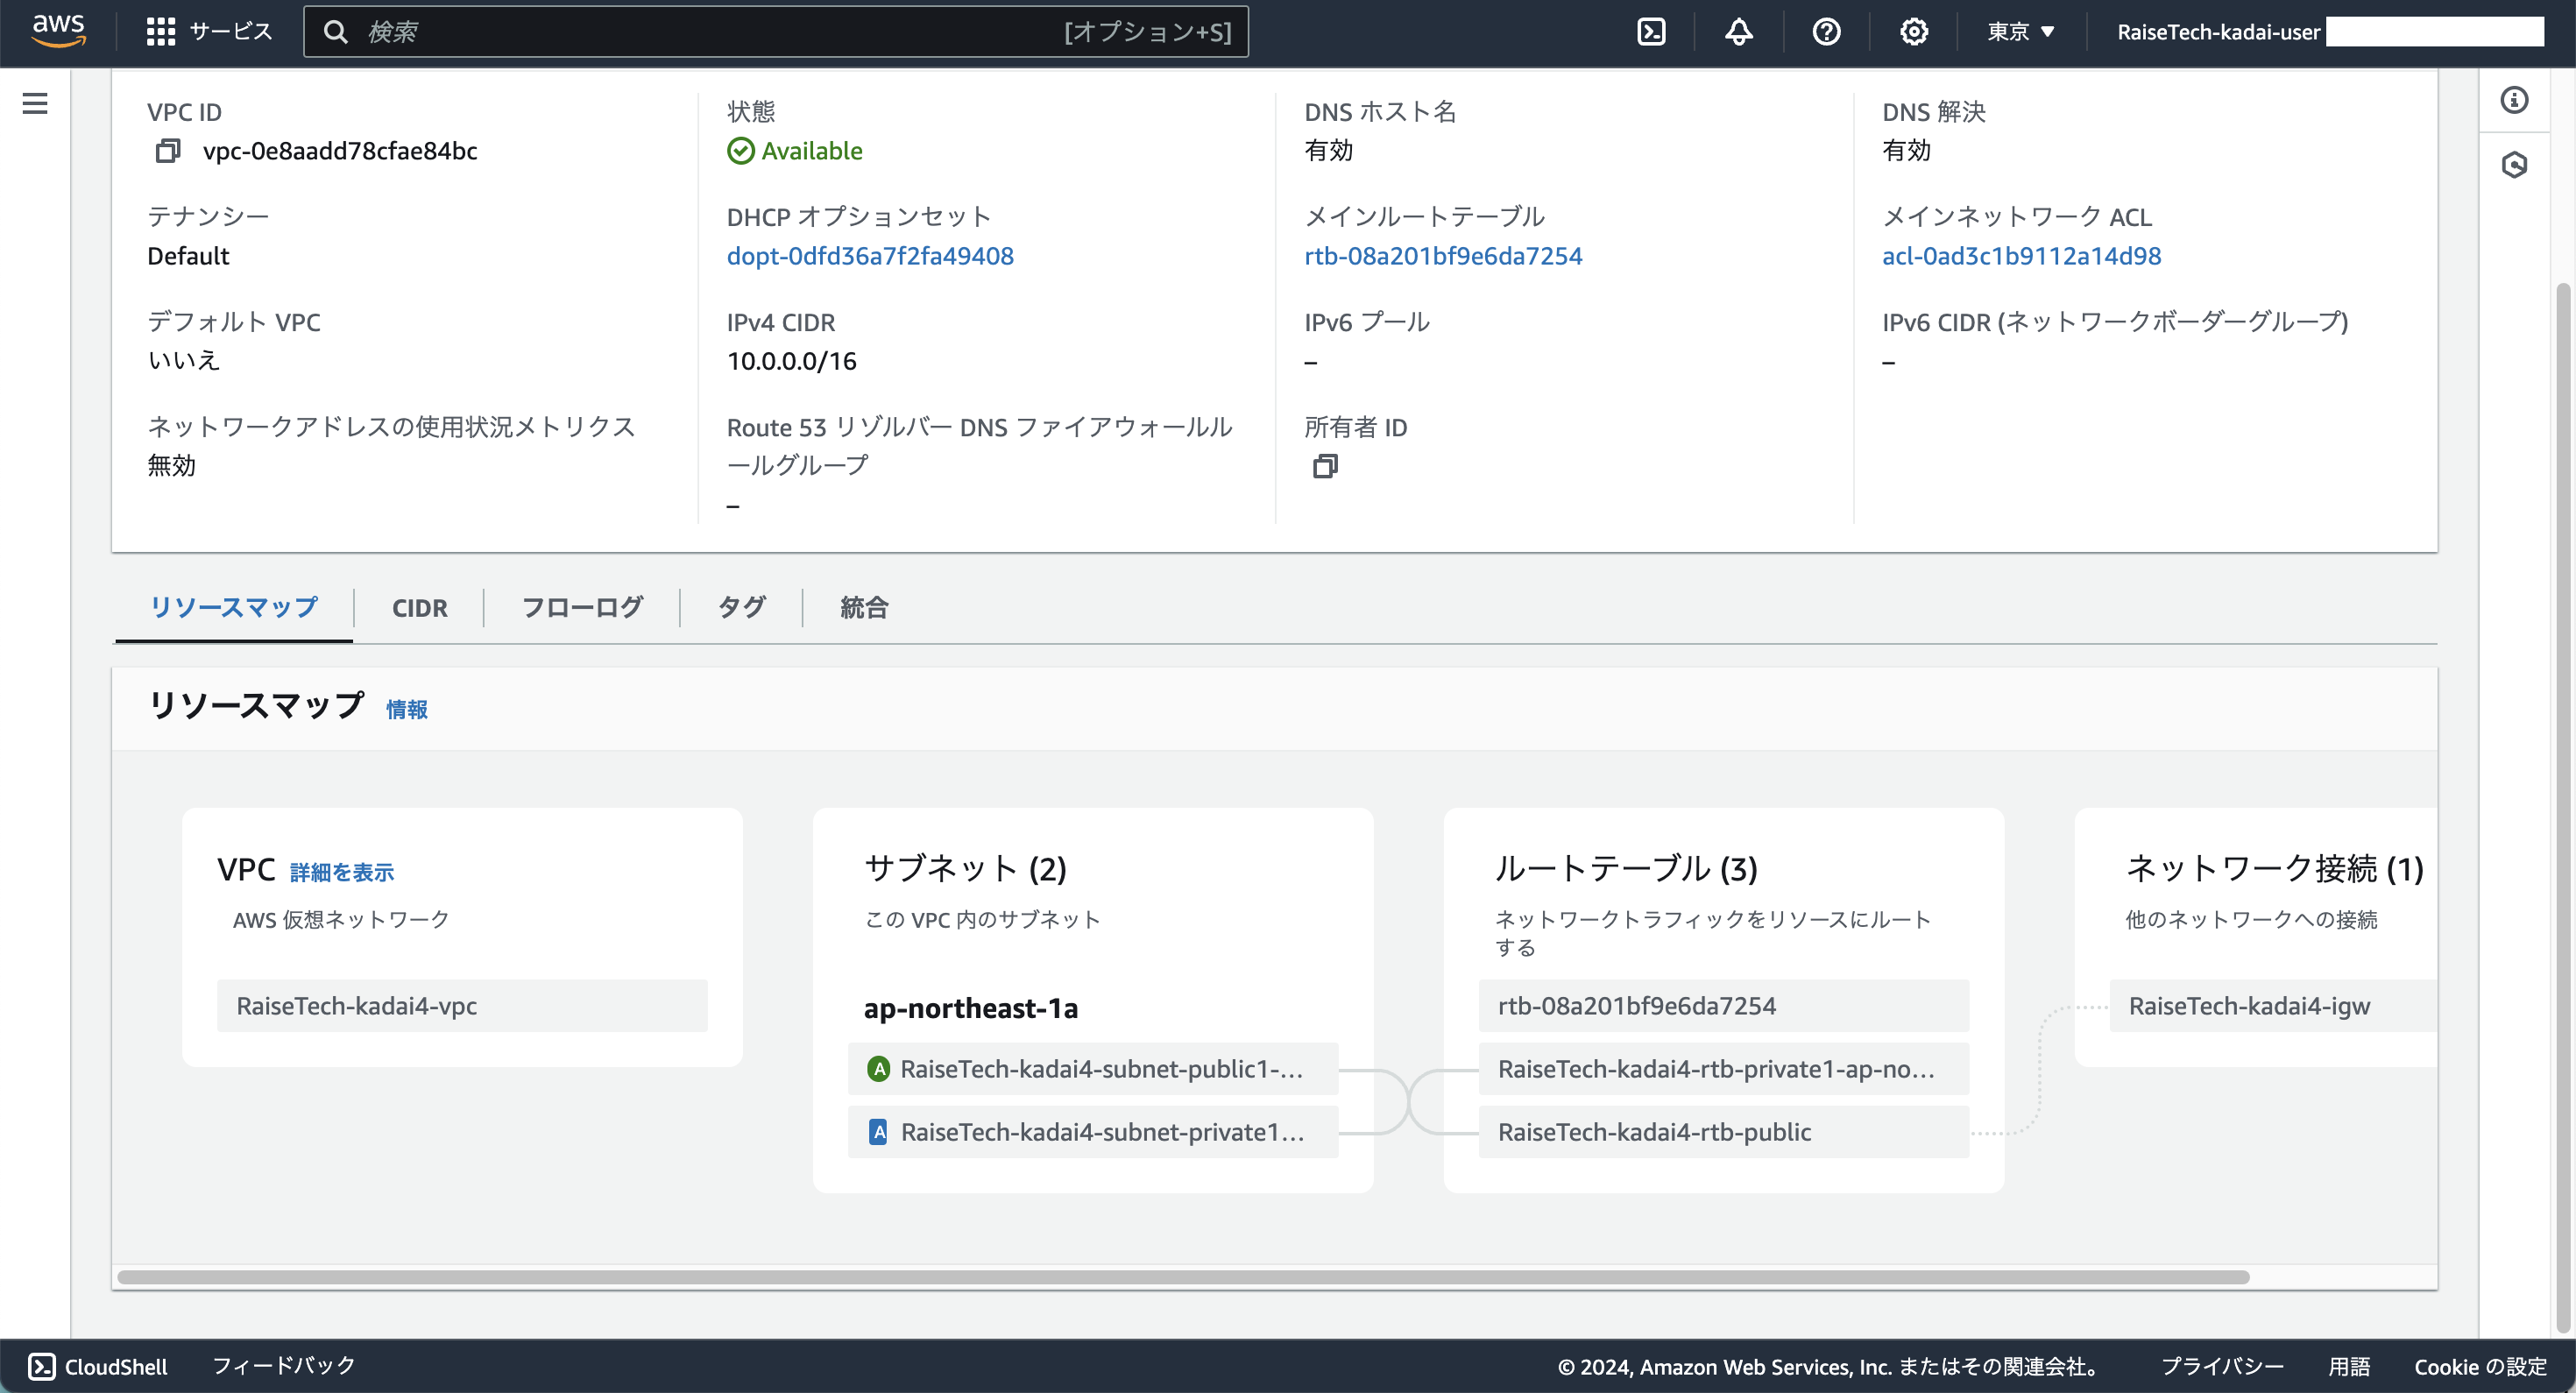 aws
サービス
検索
[オプション+S]
東京
RaiseTech-kadai-user
VPC ID
vpc-0e8aadd78cfae84bc
状態
Available
DNS ホスト名
有効
DNS 解決
有効
テナンシー
Default
DHCP オプションセット
dopt-0dfd36a7f2fa49408
メインルートテーブル
rtb-08a201bf9e6da7254
メインネットワーク ACL
acl-0ad3c1b9112a14d98
デフォルト VPC
いいえ
IPv4 CIDR
10.0.0.0/16
IPv6 プール
–
IPv6 CIDR (ネットワークボーダーグループ)
–
ネットワークアドレスの使用状況メトリクス
無効
Route 53 リゾルバー DNS ファイアウォールル
ールグループ
–
所有者 ID
リソースマップ
CIDR
フローログ
タグ
統合
リソースマップ 情報
VPC 詳細を表示
AWS 仮想ネットワーク
RaiseTech-kadai4-vpc
サブネット (2)
この VPC 内のサブネット
ap-northeast-1a
A RaiseTech-kadai4-subnet-public1-...
A RaiseTech-kadai4-subnet-private1...
ルートテーブル (3)
ネットワークトラフィックをリソースにルート
する
rtb-08a201bf9e6da7254
RaiseTech-kadai4-rtb-private1-ap-no...
RaiseTech-kadai4-rtb-public
ネットワーク接続 (1)
他のネットワークへの接続
RaiseTech-kadai4-igw
CloudShell
フィードバック
© 2024, Amazon Web Services, Inc. またはその関連会社。
プライバシー
用語
Cookie の設定